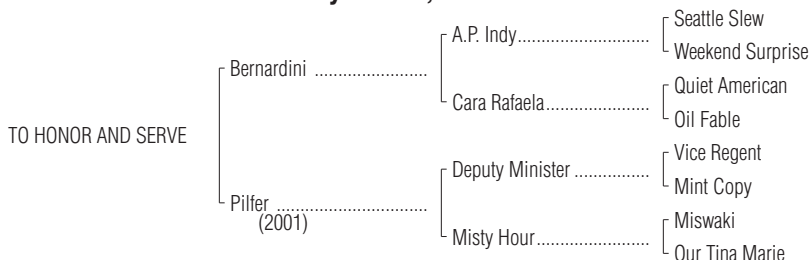 Seattle Slew
A.P. Indy
Weekend Surprise
Bernardini
Quiet American
Cara Rafaela
Oil Fable
TO HONOR AND SERVE
Vice Regent
Deputy Minister
Mint Copy
Pilfer
(2001)
Miswaki
Misty Hour
Our Tina Marie